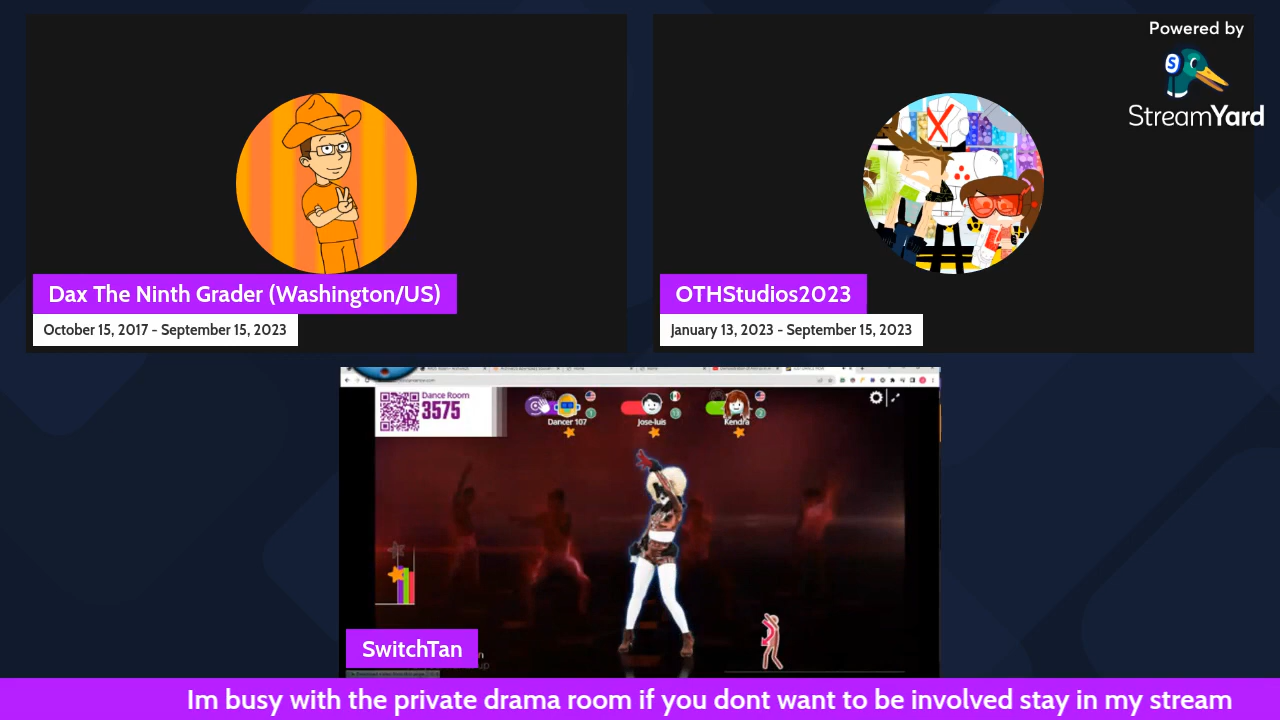 Powered by
StreamYard
Dax The Ninth Grader (Washington/US)
October 15, 2017 - September 15, 2023
OTHStudios2023
January 13, 2023 - September 15, 2023
Dance Room
3575
Dancer 107
Jose-luis
Kendra
SwitchTan
Im busy with the private drama room if you dont want to be involved stay in my stream